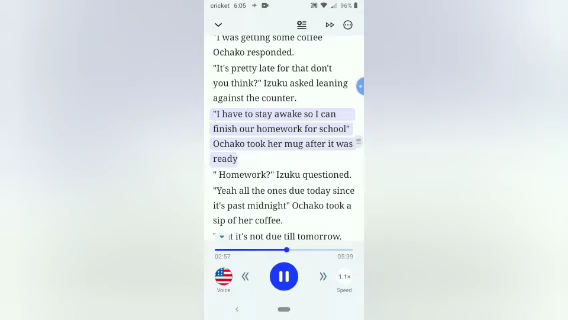 cricket 6:05
96%
"I was getting some coffee
Ochako responded.
"It's pretty late for that don't
you think?" Izuku asked leaning
against the counter.
"I have to stay awake so I can
finish our homework for school"
Ochako took her mug after it was
ready
" Homework?" Izuku questioned.
"Yeah all the ones due today since
it's past midnight" Ochako took a
sip of her coffee.
it's not due till tomorrow.
02:57
05:39
1.1×
Voice
Speed